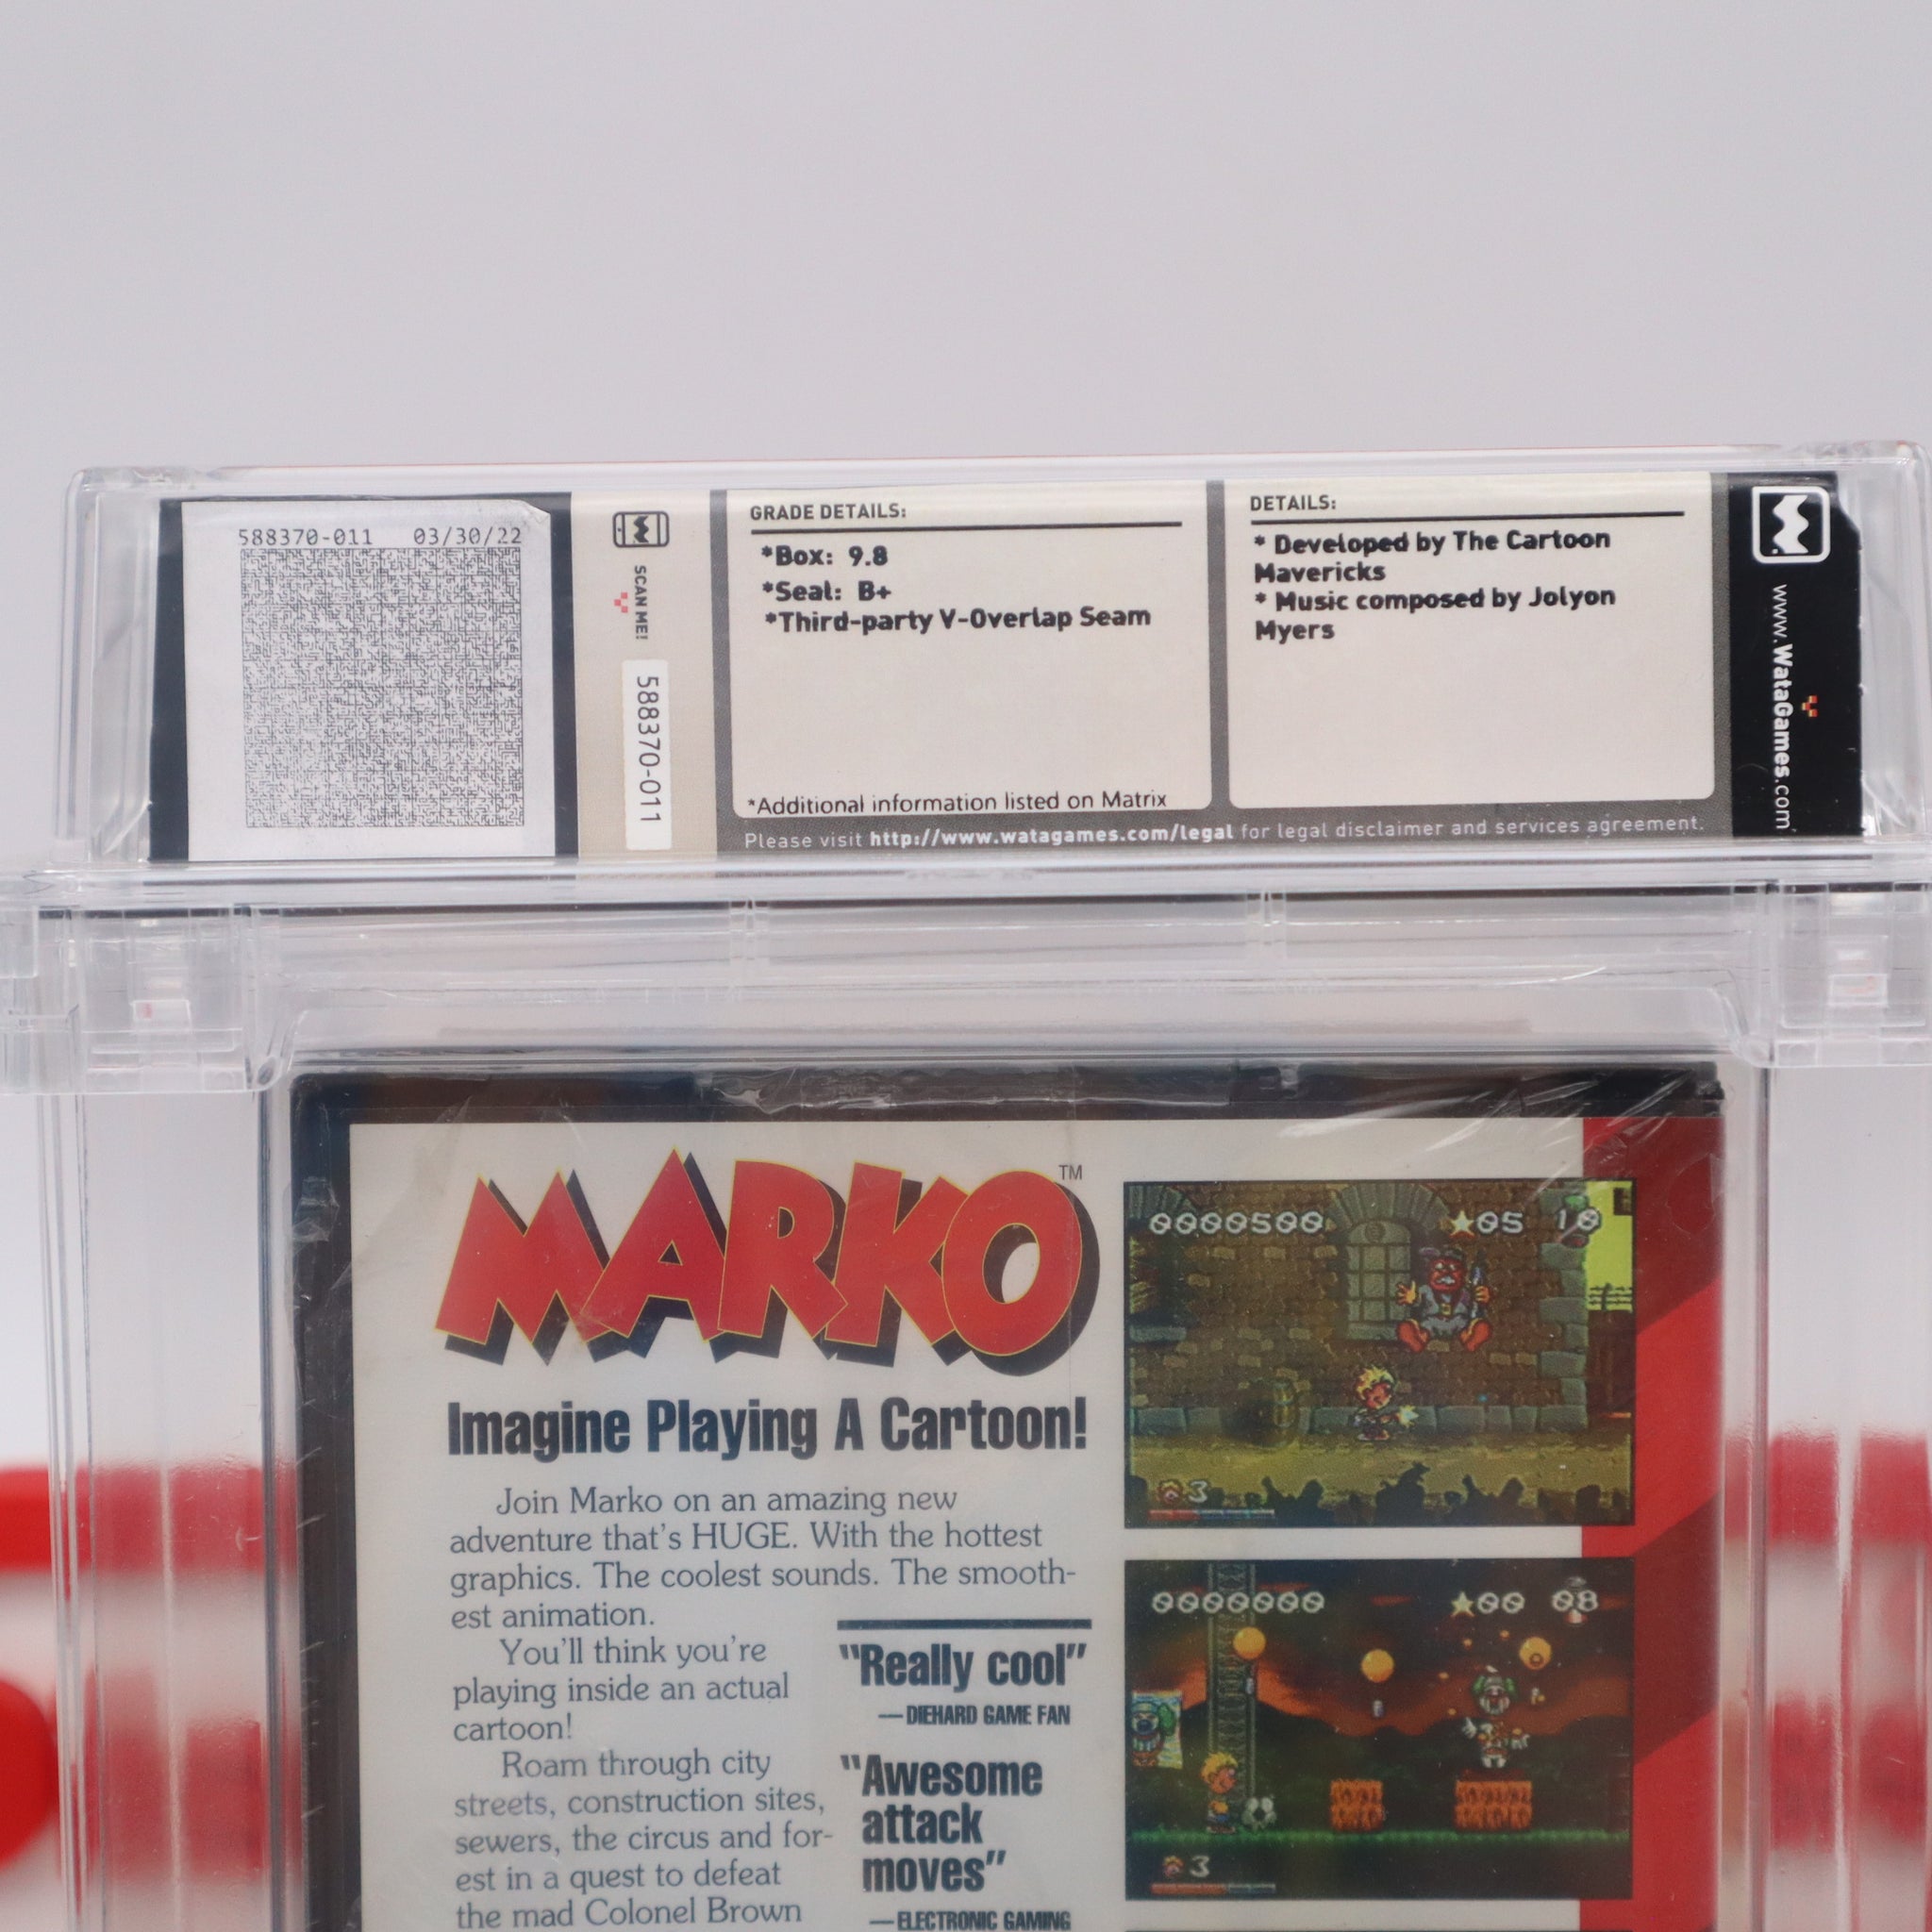 588370-011 03/30/22
SCAN ME!
588370-011
GRADE DETAILS:
*Box: 9.8
*Seal: B+
*Third-party V-Overlap Seam
*Additional information listed on Matrix
DETAILS:
* Developed by The Cartoon
Mavericks
* Music composed by Jolyon
Myers
Please visit http://www.watagames.com/legal for legal disclaimer and services agreement.
www.WataGames.com
MARKO™
Imagine Playing A Cartoon!
Join Marko on an amazing new
adventure that's HUGE. With the hottest
graphics. The coolest sounds. The smooth-
est animation.
You'll think you're
playing inside an actual
cartoon!
Roam through city
streets, construction sites,
sewers, the circus and for-
est in a quest to defeat
the mad Colonel Brown
"Really cool"
—DIEHARD GAME FAN
"Awesome
attack
moves"
—ELECTRONIC GAMING
0000500 05 10
3
0000000 00 08
3